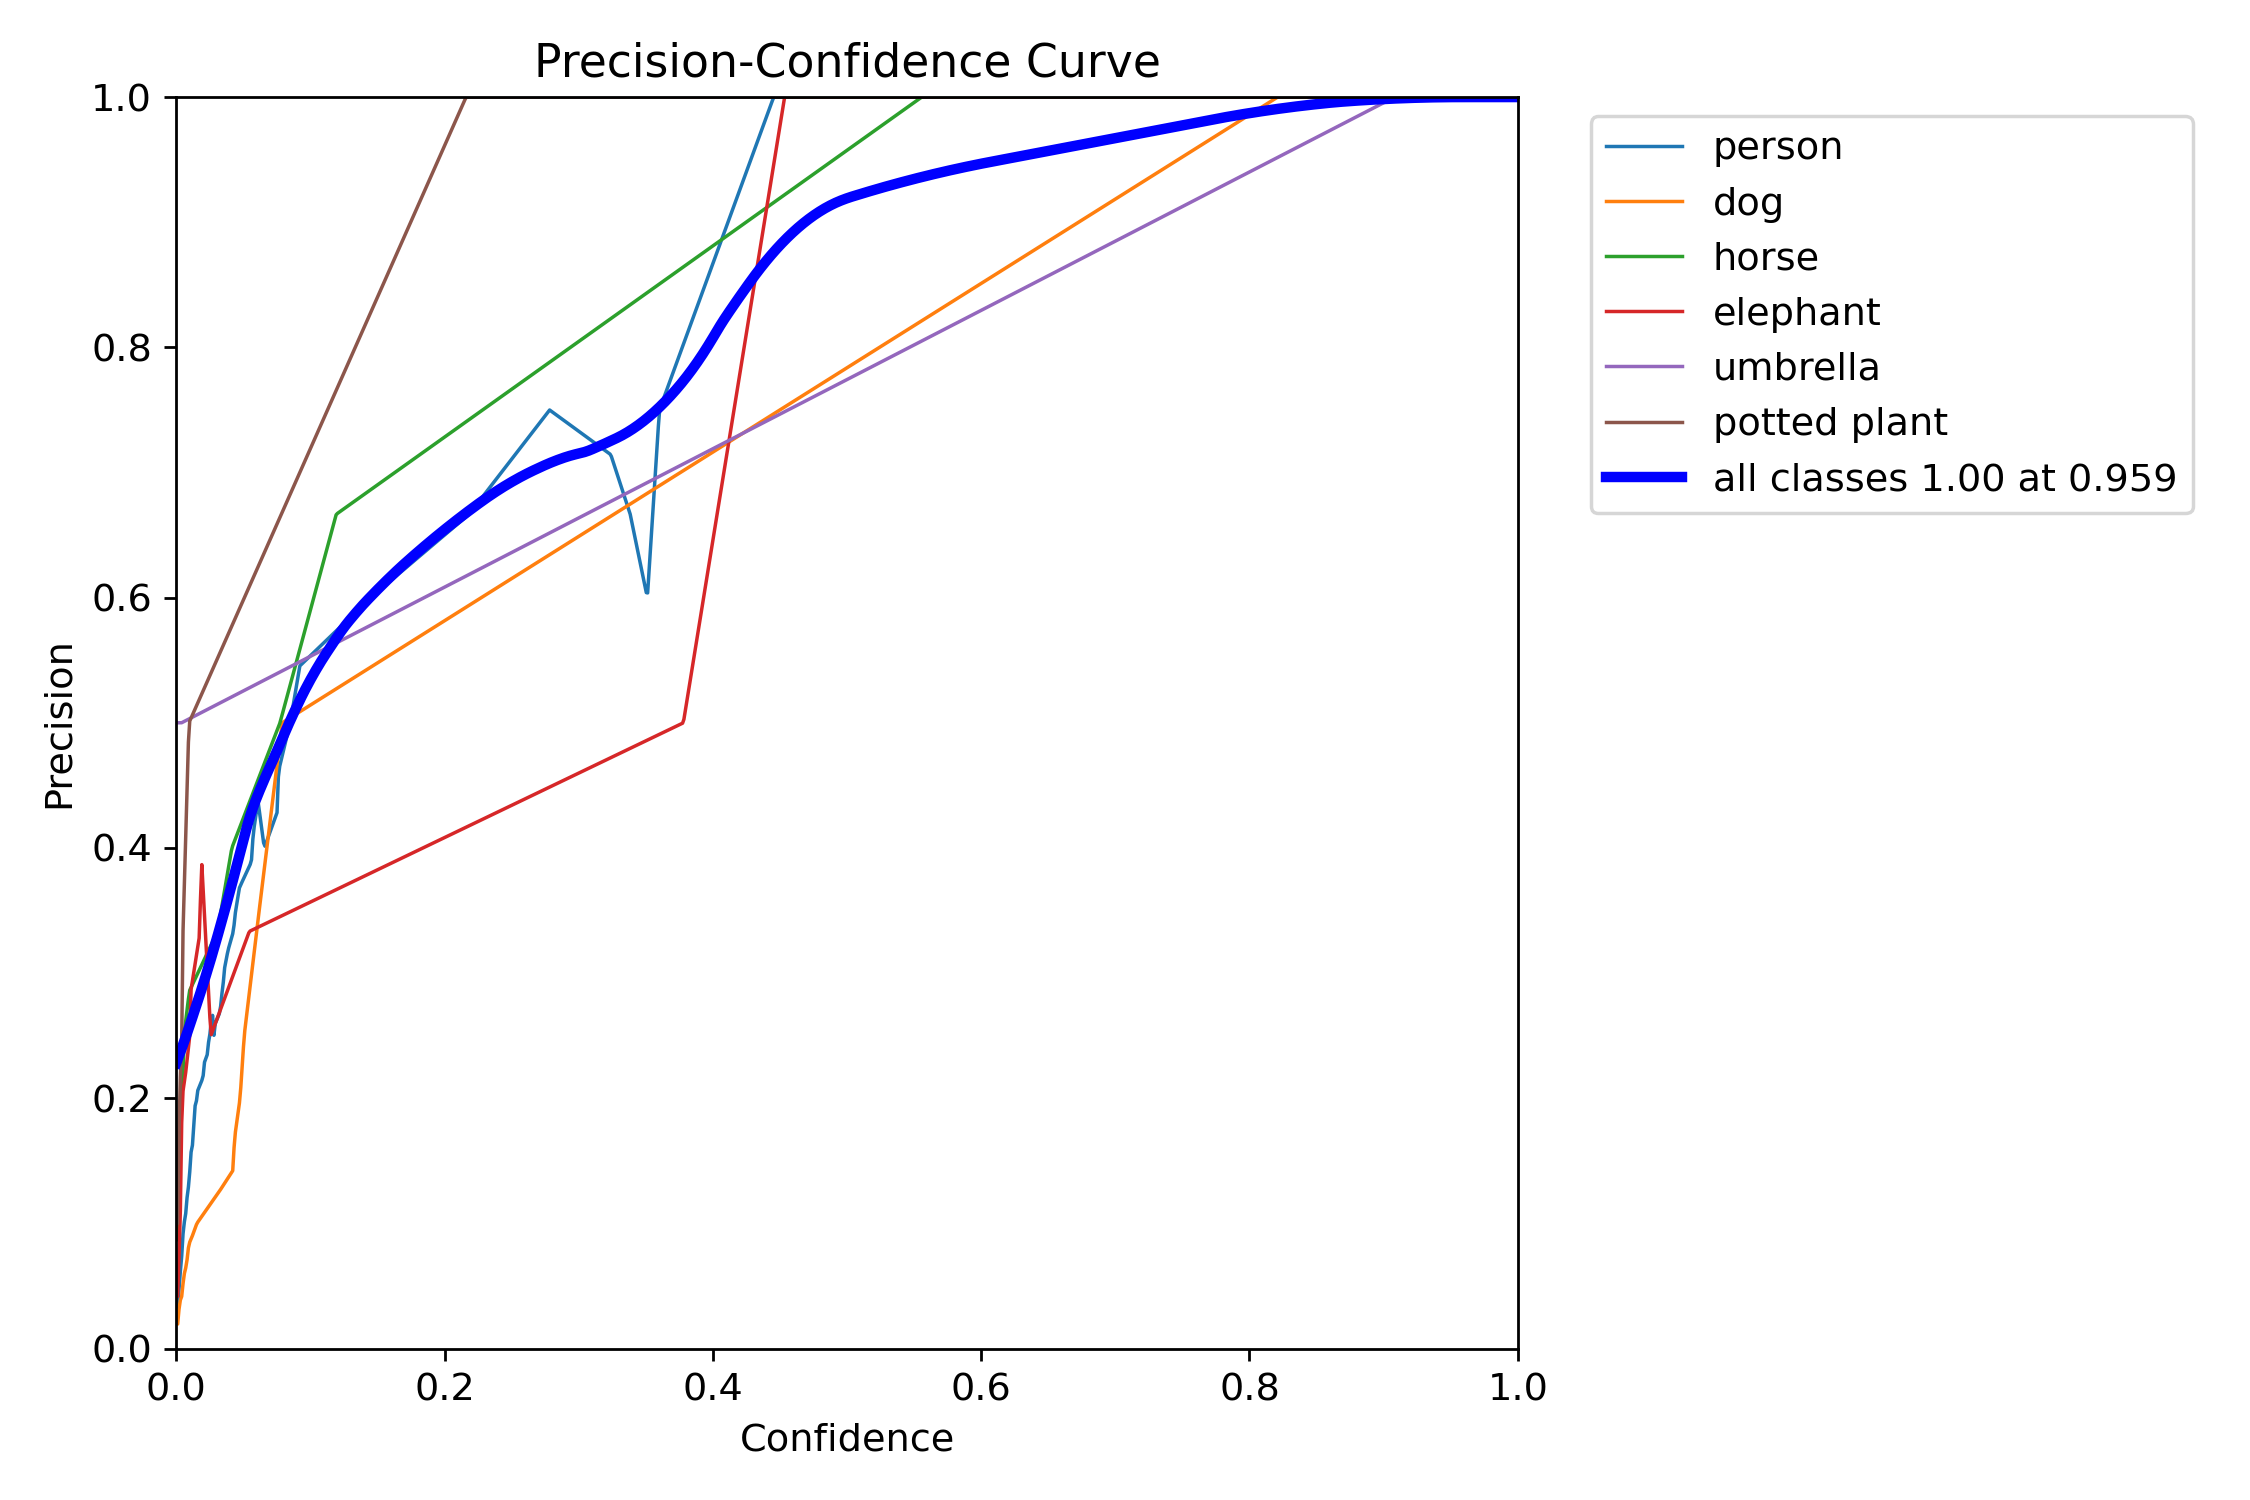 Precision-Confidence Curve
1.0
0.8
0.6
0.4
0.2
0.0
Precision
0.0 0.2 0.4 0.6 0.8 1.0
Confidence
person
dog
horse
elephant
umbrella
potted plant
all classes 1.00 at 0.959